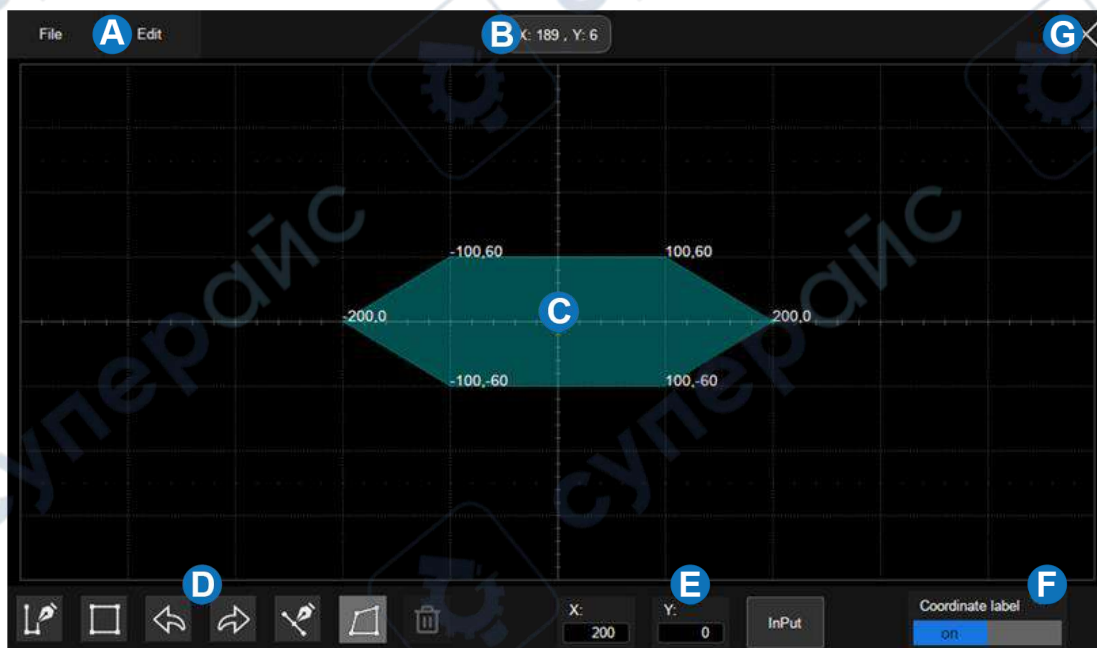 File A Edit
B X: 189 , Y: 6
G
суперайс
-100,60 100,60
C
-200,0 200,0
-100,-60 100,-60
суперайс
D
E
F
X: Y:
200 0
InPut
Coordinate label
on